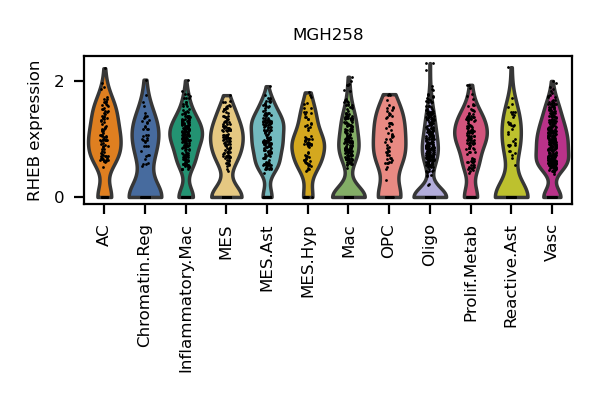 MGH258
RHEB expression
2
0
AC
Chromatin.Reg
Inflammatory.Mac
MES
MES.Ast
MES.Hyp
Mac
OPC
Oligo
Prolif.Metab
Reactive.Ast
Vasc